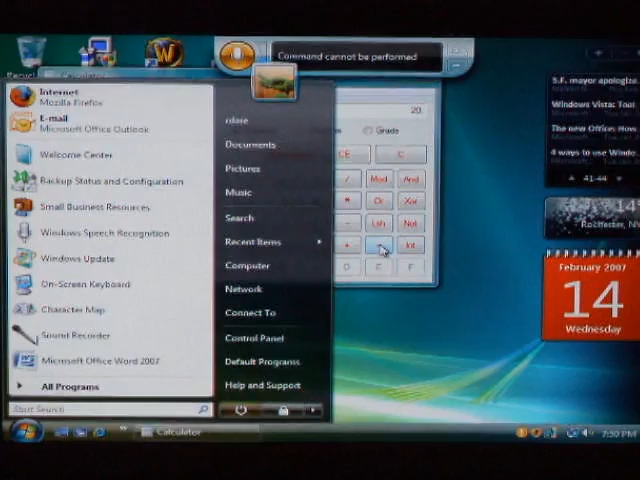 Command cannot be performed
Internet
Mozilla Firefox
E-mail
Microsoft Office Outlook
Welcome Center
Backup Status and Configuration
Small Business Resources
Windows Speech Recognition
Windows Update
On-Screen Keyboard
Character Map
Sound Recorder
Microsoft Office Word 2007
All Programs
Start Search
rdare
Documents
Pictures
Music
Search
Recent Items
Computer
Network
Connect To
Control Panel
Default Programs
Help and Support
20.
Grads
CE
C
/
Mod
And
*
Or
Xor
-
Lsh
Not
+
=
Int
D
E
F
S.F. mayor apologize
Windows Vista: Tool
The new Office: How
4 ways to use Windo
41-44
14°
Rochester, NY
February 2007
14
Wednesday
Calculator
7:50 PM